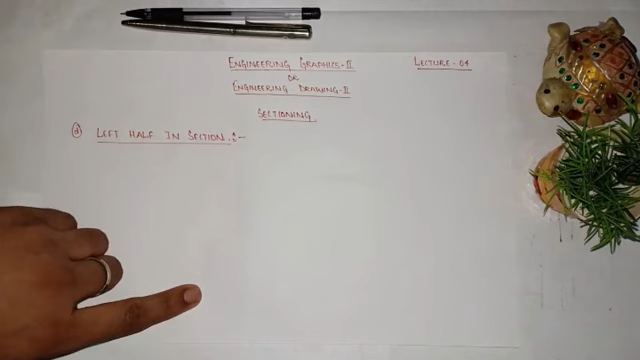 ENGINEERING GRAPHICS-II
LECTURE-04
OR
ENGINEERING DRAWING-II
SECTIONING.
d) LEFT HALF IN SECTION :-